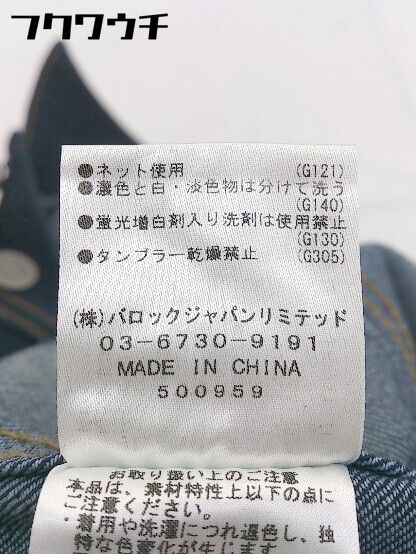 フクワウチ
●ネット使用 (G121)
●濃色と白・淡色物は分けて洗う
(G140)
●蛍光増白剤入り洗剤は使用禁止
(G130)
●タンブラー乾燥禁止 (G305)
(株)バロックジャパンリミテッド
03-6730-9191
MADE IN CHINA
500959
お取り扱い上のご注意
本品は、素材特性上以下の点に
ご注意ください。
・着用や洗濯につれ退色し、独
特な色変化が生じます。